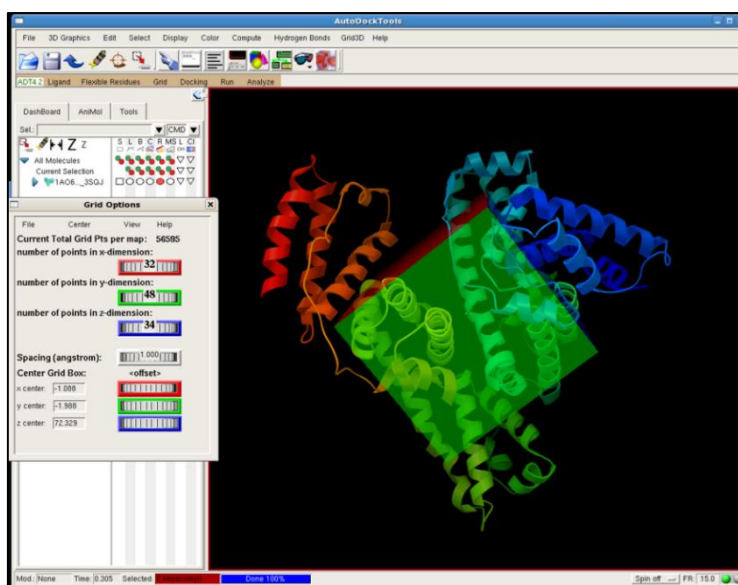 AutoDockTools
File 3D Graphics Edit Select Display Color Compute Hydrogen Bonds Grid3D Help
ADT4.2 Ligand Flexible Residues Grid Docking Run Analyze
DashBoard AniMol Tools
Sel.: CMD
S L B C R MS L Cl
All Molecules
Current Selection
1AO6..._3SQJ
Grid Options
File Center View Help
Current Total Grid Pts per map: 56595
number of points in x-dimension:
32
number of points in y-dimension:
48
number of points in z-dimension:
34
Spacing (angstrom): 1.000
Center Grid Box: <offset>
x center: -1.088
y center: -1.988
z center: 72.329
Mod.: None Time: 0.305 Selected: Done 100% Spin off FR: 15.0